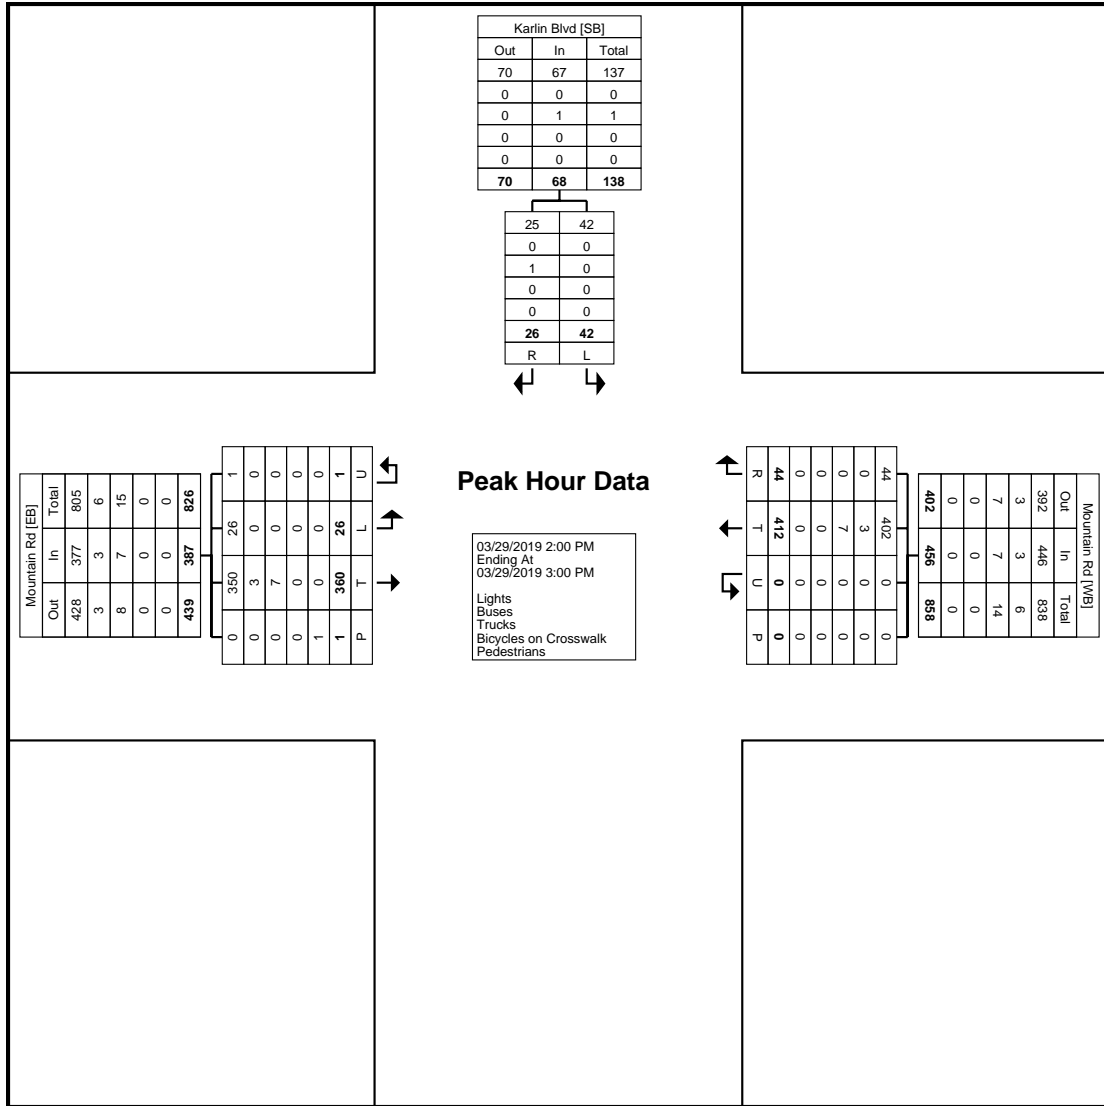 Karlin Blvd [SB]
Out In Total
70 67 137
0 0 0
0 1 1
0 0 0
0 0 0
70 68 138
25 42
0 0
1 0
0 0
0 0
26 42
R L
Mountain Rd [EB]
Total In Out
805 377 428
6 3 3
15 7 8
0 0 0
0 0 0
826 387 439
1 26 350 0
0 0 3 0
0 0 7 0
0 0 0 0
0 0 0 1
1 26 360 1
U L T P
Peak Hour Data
03/29/2019 2:00 PM
Ending At
03/29/2019 3:00 PM
Lights
Buses
Trucks
Bicycles on Crosswalk
Pedestrians
R T U P
44 412 0 0
0 0 0 0
0 0 0 0
0 7 0 0
0 3 0 0
44 402 0 0
Mountain Rd [WB]
Out In Total
392 446 838
3 3 6
7 7 14
0 0 0
0 0 0
402 456 858